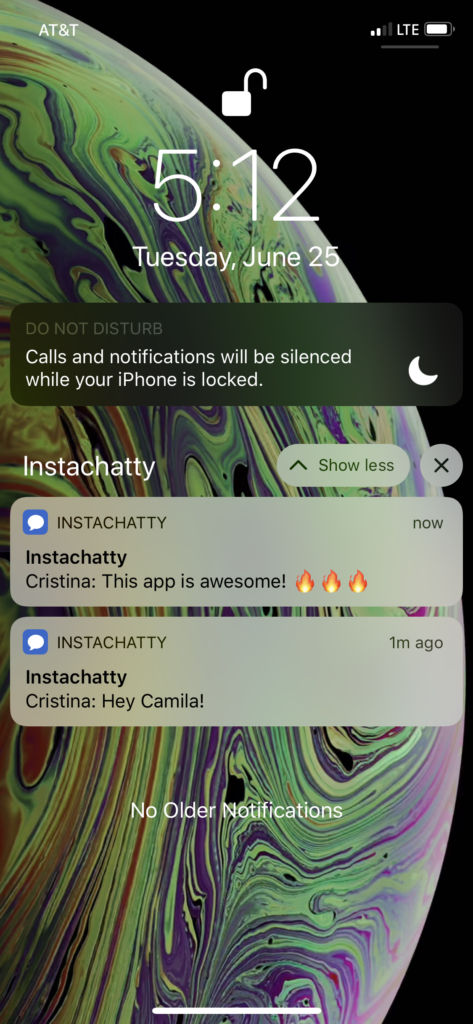 AT&T LTE
5:12
Tuesday, June 25
DO NOT DISTURB
Calls and notifications will be silenced
while your iPhone is locked.
Instachatty
Show less
INSTACHATTY now
Instachatty
Cristina: This app is awesome! 🔥🔥🔥
INSTACHATTY 1m ago
Instachatty
Cristina: Hey Camila!
No Older Notifications